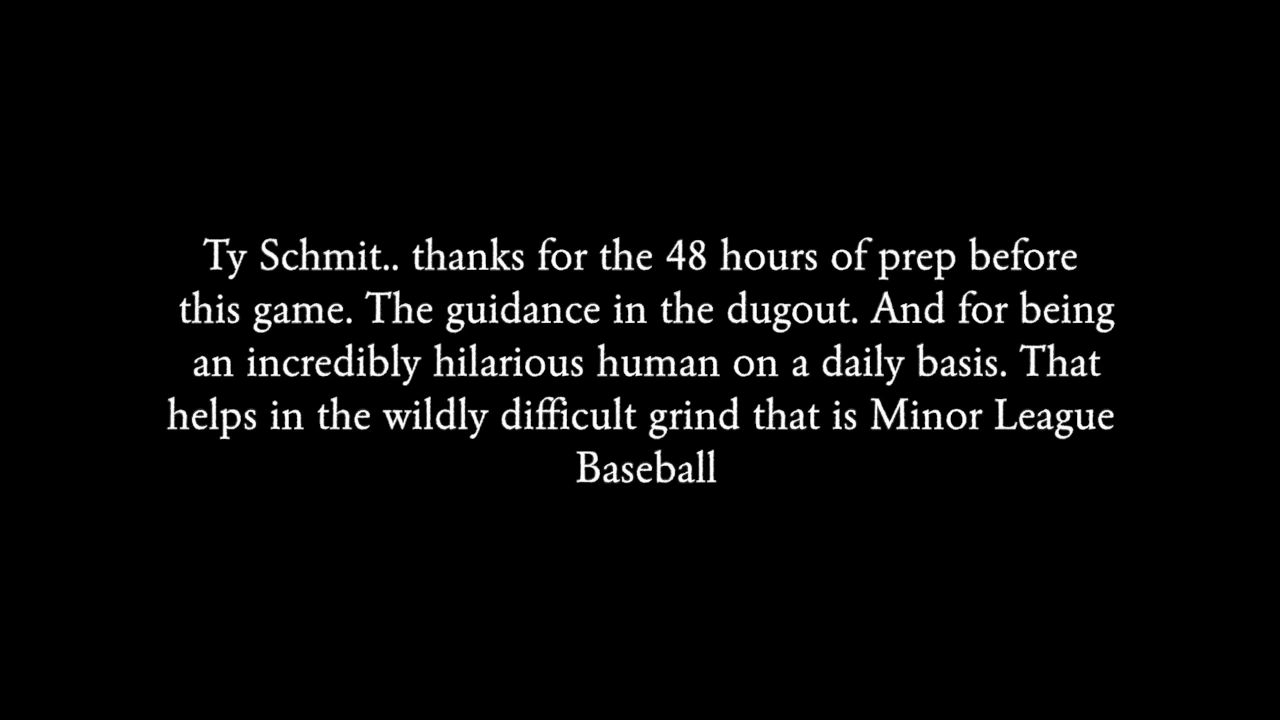 Ty Schmit.. thanks for the 48 hours of prep before
this game. The guidance in the dugout. And for being
an incredibly hilarious human on a daily basis. That
helps in the wildly difficult grind that is Minor League
Baseball